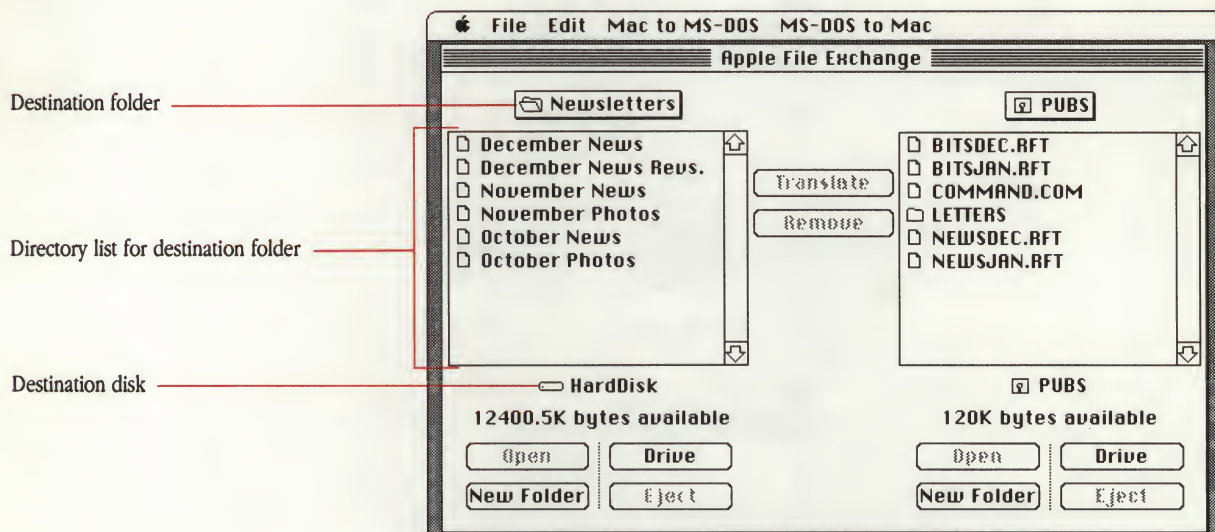 File Edit Mac to MS-DOS MS-DOS to Mac
Apple File Exchange
Destination folder
Newsletters
PUBS
Directory list for destination folder
December News
December News Revs.
November News
November Photos
October News
October Photos
Translate
Remove
BITSDEC.RFT
BITSJAN.RFT
COMMAND.COM
LETTERS
NEWSDEC.RFT
NEWSJAN.RFT
Destination disk
HardDisk
PUBS
12400.5K bytes available
120K bytes available
Open Drive
New Folder Eject
Open Drive
New Folder Eject